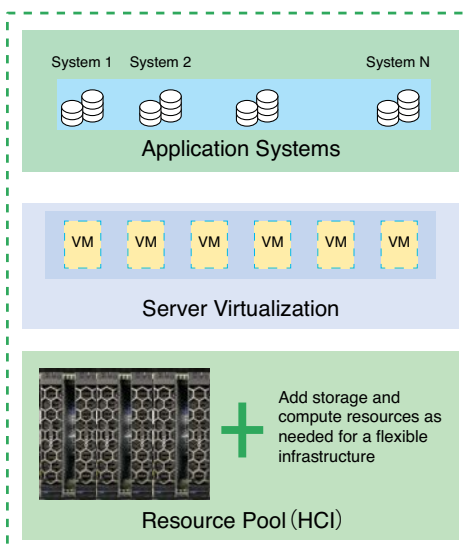 System 1 System 2 System N
Application Systems
VM VM VM VM VM VM
Server Virtualization
Add storage and
compute resources as
needed for a flexible
infrastructure
Resource Pool（HCI）